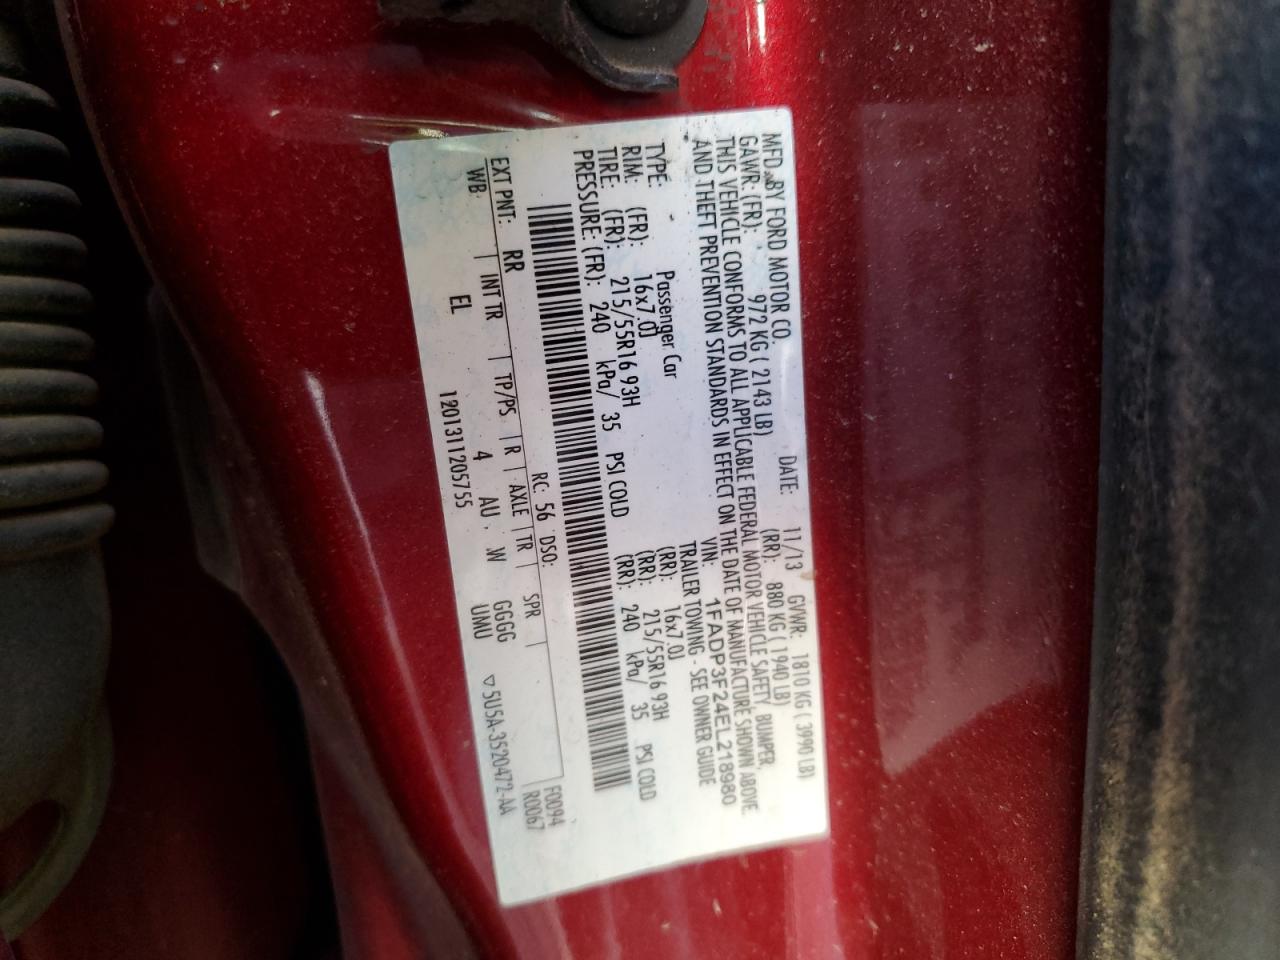 MFD. BY FORD MOTOR CO.
DATE: 11/13 GVWR: 1810 KG ( 3990 LB)
GAWR: (FR): 972 KG ( 2143 LB) (RR): 880 KG ( 1940 LB)
THIS VEHICLE CONFORMS TO ALL APPLICABLE FEDERAL MOTOR VEHICLE SAFETY, BUMPER,
AND THEFT PREVENTION STANDARDS IN EFFECT ON THE DATE OF MANUFACTURE SHOWN ABOVE.
VIN: 1FADP3F24EL218980
TYPE: Passenger Car TRAILER TOWING - SEE OWNER GUIDE
RIM: (FR): 16x7.0J (RR): 16x7.0J
TIRE: (FR): 215/55R16 93H (RR): 215/55R16 93H
PRESSURE: (FR): 240 kPa/ 35 PSI COLD (RR): 240 kPa/ 35 PSI COLD
RC: 56 DSO:
F0094
EXT PNT: RR
R0067
WB INT TR TP/PS R AXLE TR SPR
EL 4 AU W GGGG
UMU
1201311205755 ▽5U5A-3520472-AA